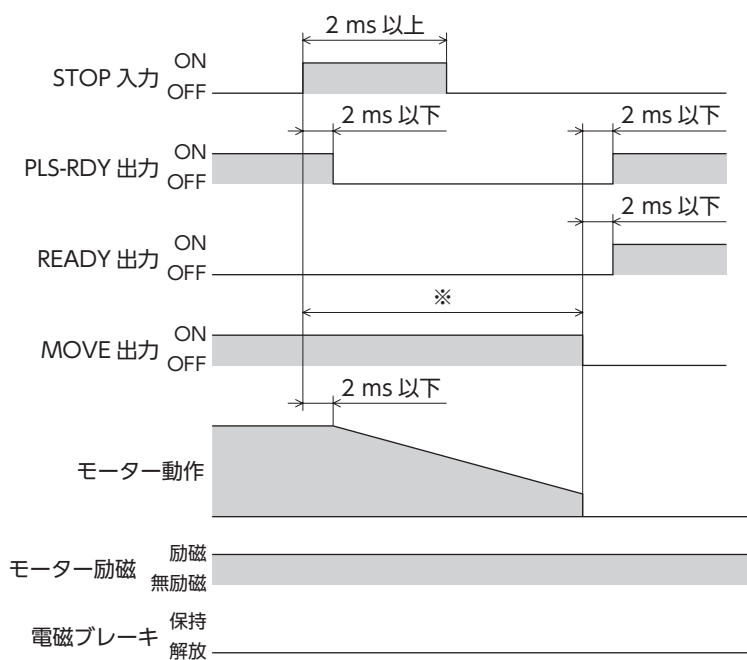 2 ms 以上
STOP 入力 ON
OFF
2 ms 以下 2 ms 以下
PLS-RDY 出力 ON
OFF
2 ms 以下
READY 出力 ON
OFF
※
MOVE 出力 ON
OFF
2 ms 以下
モーター動作
モーター励磁 励磁
無励磁
電磁ブレーキ 保持
解放